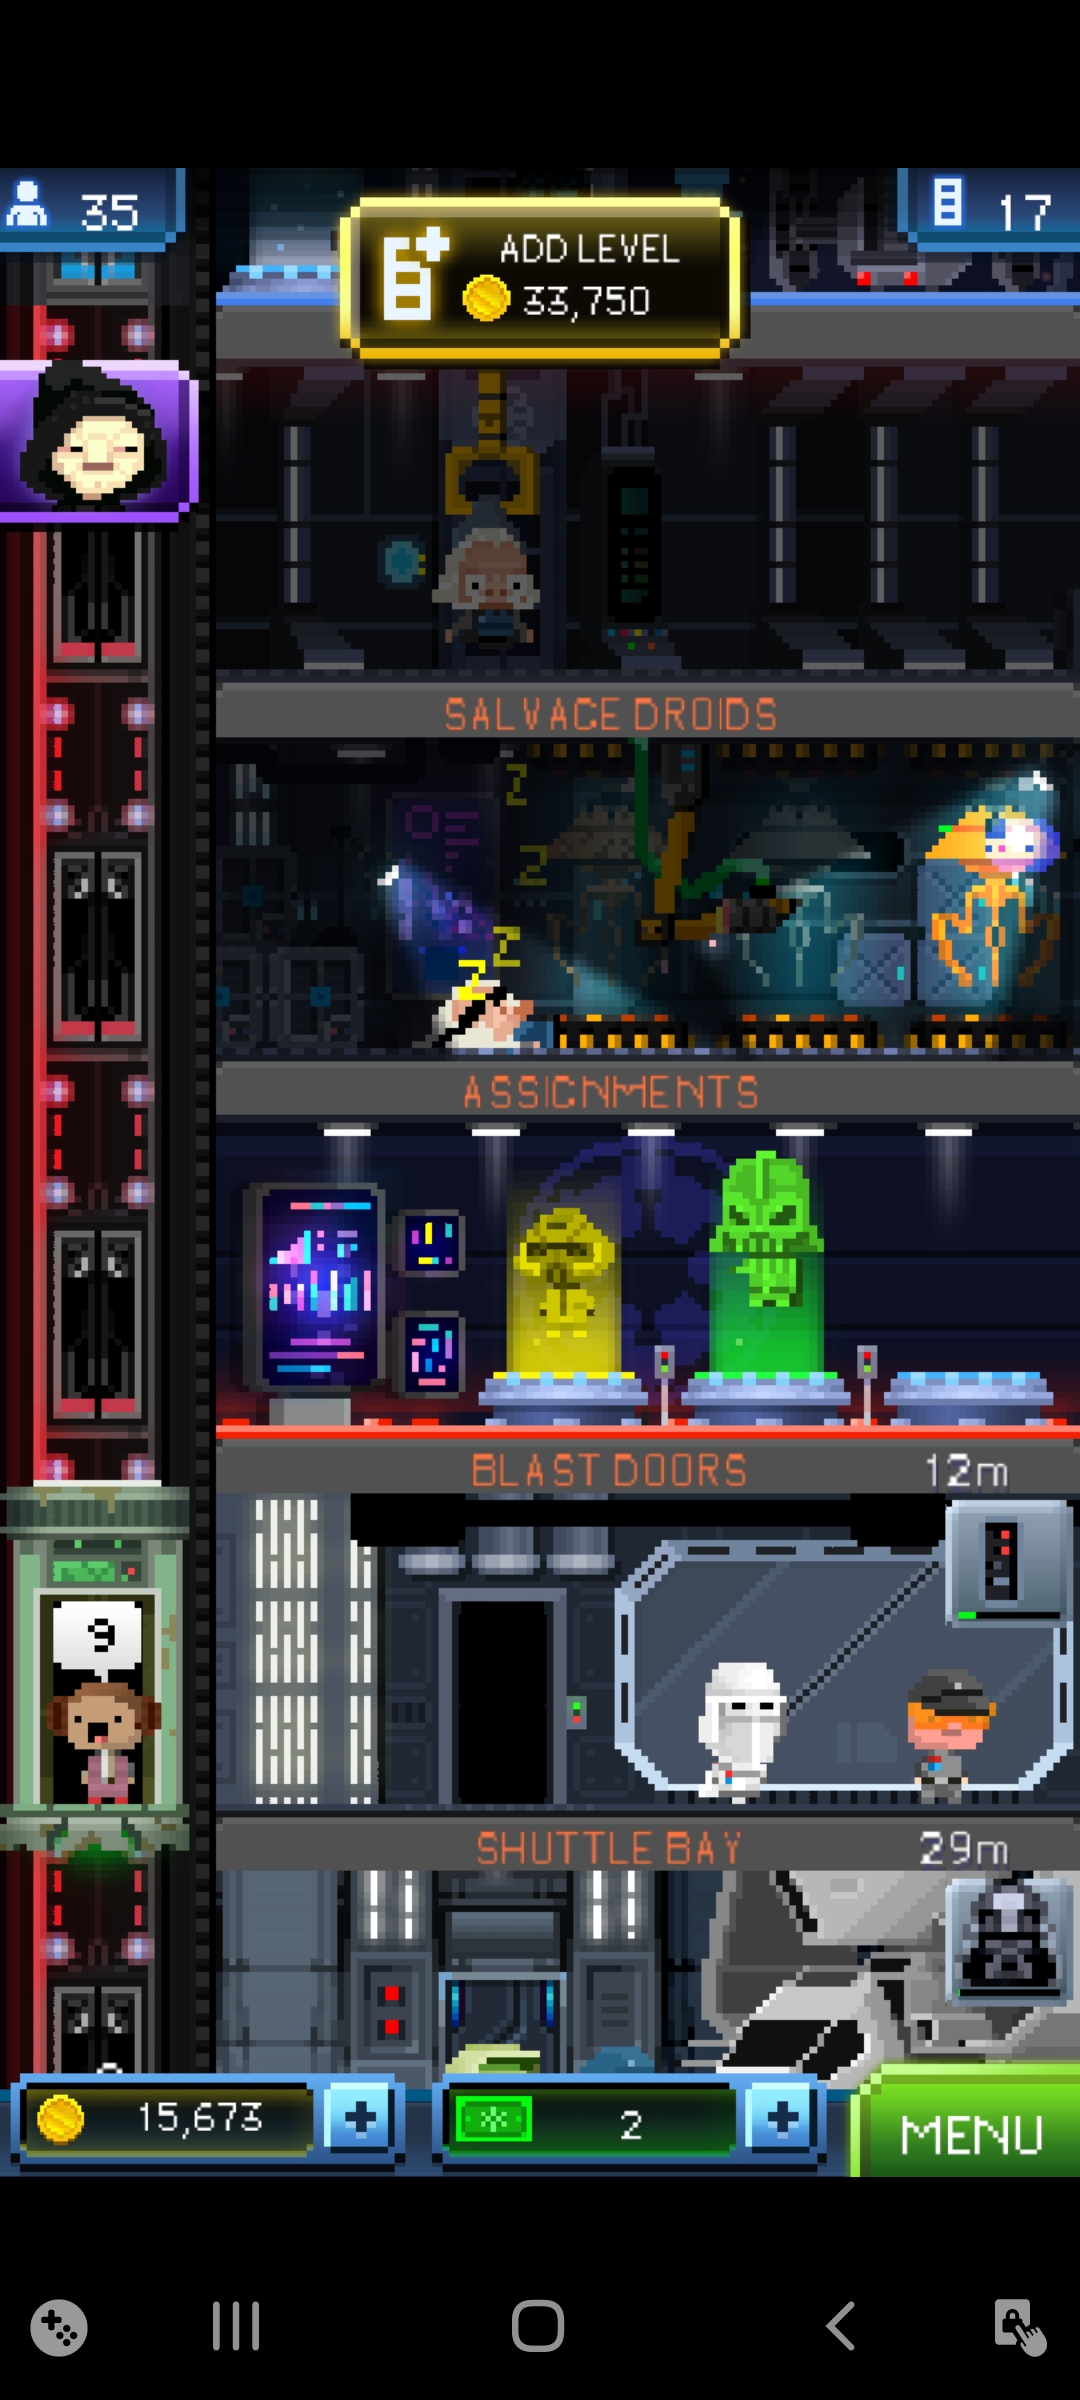 35
ADD LEVEL
33,750
17
SALVAGE DROIDS
Z
Z
Z
Z
ASSIGNMENTS
BLAST DOORS 12m
9
SHUTTLE BAY 29m
15,673 +
2 +
MENU